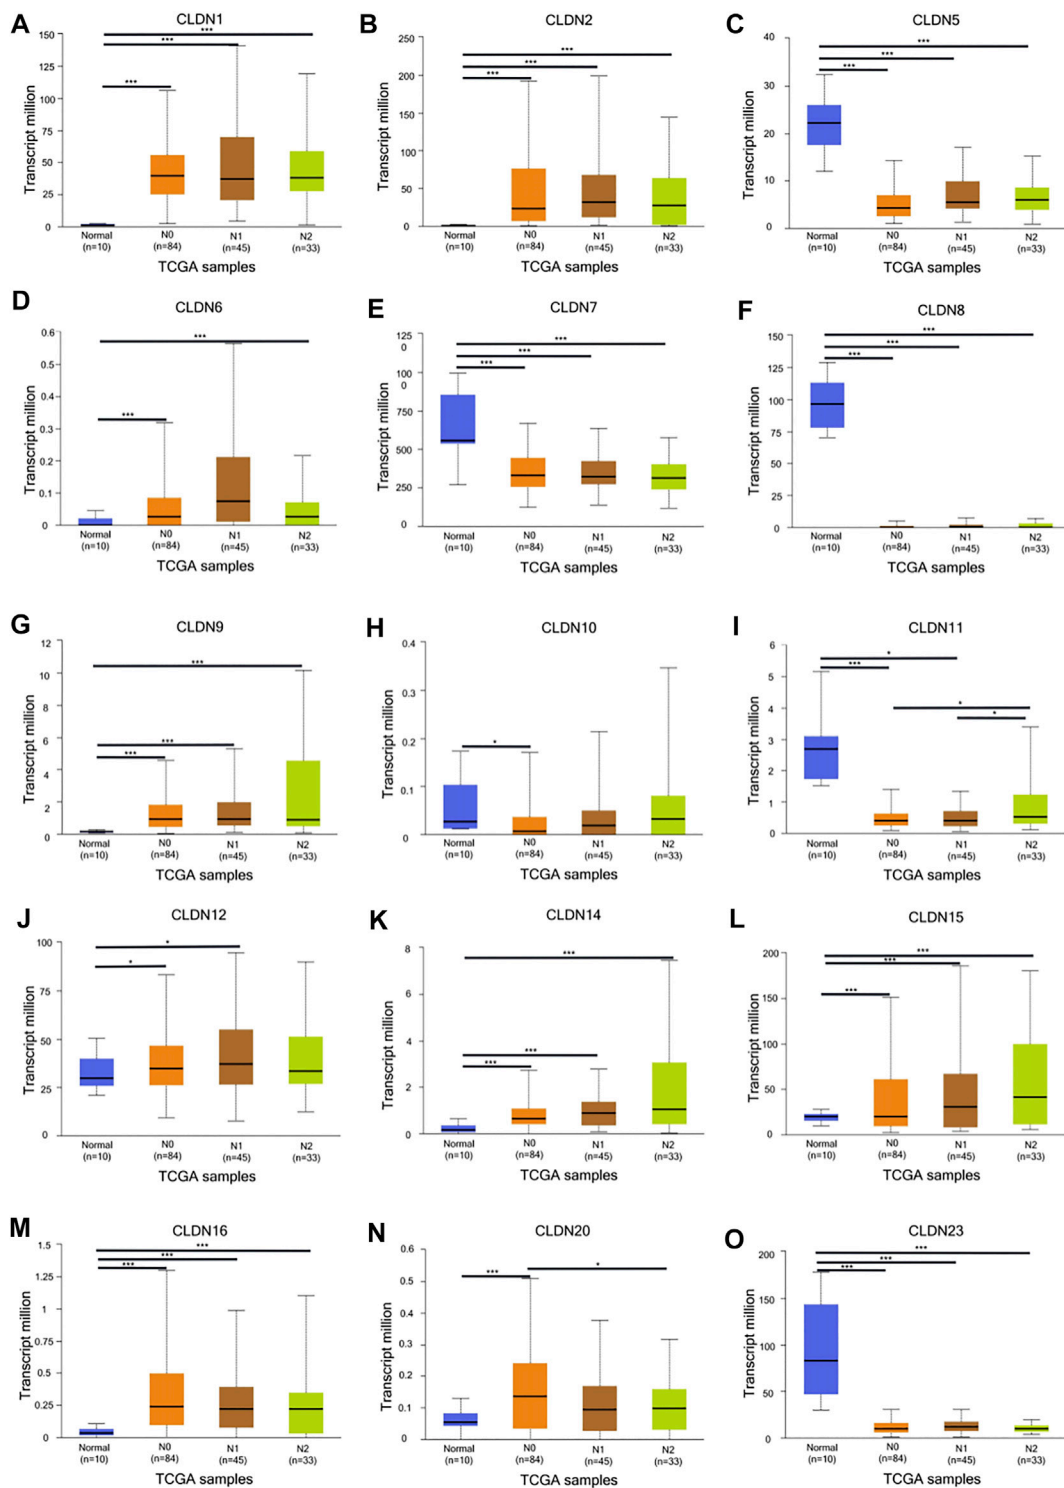 A CLDN1
***
***
***
Transcript million
150
125
100
75
50
25
0
Normal N0 N1 N2
(n=10) (n=84) (n=45) (n=33)
TCGA samples
B CLDN2
***
***
***
Transcript million
250
200
150
100
50
0
Normal N0 N1 N2
(n=10) (n=84) (n=45) (n=33)
TCGA samples
C CLDN5
***
***
***
Transcript million
40
30
20
10
0
Normal N0 N1 N2
(n=10) (n=84) (n=45) (n=33)
TCGA samples
D CLDN6
***
***
Transcript million
0.6
0.5
0.4
0.3
0.2
0.1
0
Normal N0 N1 N2
(n=10) (n=84) (n=45) (n=33)
TCGA samples
E CLDN7
***
***
***
Transcript million
125
0
100
0
750
500
250
0
Normal N0 N1 N2
(n=10) (n=84) (n=45) (n=33)
TCGA samples
F CLDN8
***
***
***
Transcript million
150
125
100
75
50
25
0
Normal N0 N1 N2
(n=10) (n=84) (n=45) (n=33)
TCGA samples
G CLDN9
***
***
***
Transcript million
12
10
8
6
4
2
0
Normal N0 N1 N2
(n=10) (n=84) (n=45) (n=33)
TCGA samples
H CLDN10
*
Transcript million
0.4
0.3
0.2
0.1
0
Normal N0 N1 N2
(n=10) (n=84) (n=45) (n=33)
TCGA samples
I CLDN11
*
***
*
*
Transcript million
6
5
4
3
2
1
0
Normal N0 N1 N2
(n=10) (n=84) (n=45) (n=33)
TCGA samples
J CLDN12
*
*
Transcript million
100
75
50
25
0
Normal N0 N1 N2
(n=10) (n=84) (n=45) (n=33)
TCGA samples
K CLDN14
***
***
***
Transcript million
8
6
4
2
0
Normal N0 N1 N2
(n=10) (n=84) (n=45) (n=33)
TCGA samples
L CLDN15
***
***
***
Transcript million
200
150
100
50
0
Normal N0 N1 N2
(n=10) (n=84) (n=45) (n=33)
TCGA samples
M CLDN16
***
***
***
Transcript million
1.5
1.25
1
0.75
0.5
0.25
0
Normal N0 N1 N2
(n=10) (n=84) (n=45) (n=33)
TCGA samples
N CLDN20
***
*
Transcript million
0.6
0.5
0.4
0.3
0.2
0.1
0
Normal N0 N1 N2
(n=10) (n=84) (n=45) (n=33)
TCGA samples
O CLDN23
***
***
***
Transcript million
200
150
100
50
0
Normal N0 N1 N2
(n=10) (n=84) (n=45) (n=33)
TCGA samples